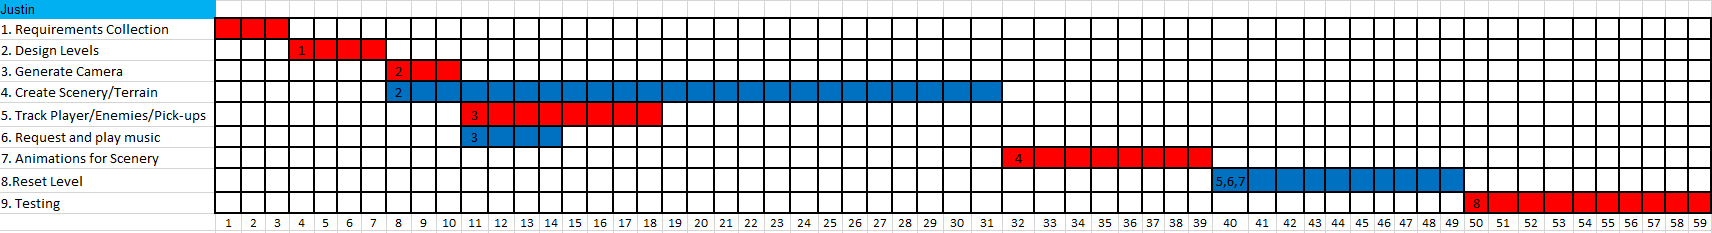 Justin
1. Requirements Collection
2. Design Levels 1
3. Generate Camera 2
4. Create Scenery/Terrain 2
5. Track Player/Enemies/Pick-ups 3
6. Request and play music 3
7. Animations for Scenery 4
8.Reset Level 5,6,7
9. Testing 8
1 2 3 4 5 6 7 8 9 10 11 12 13 14 15 16 17 18 19 20 21 22 23 24 25 26 27 28 29 30 31 32 33 34 35 36 37 38 39 40 41 42 43 44 45 46 47 48 49 50 51 52 53 54 55 56 57 58 59